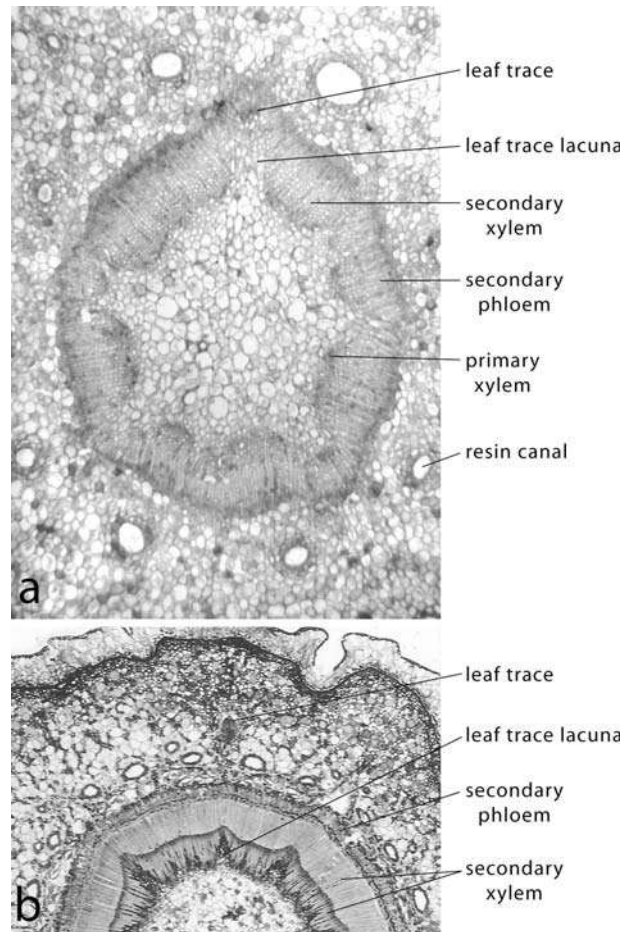 leaf trace
leaf trace lacuna
secondary
xylem
secondary
phloem
primary
xylem
resin canal
a
leaf trace
leaf trace lacuna
secondary
phloem
secondary
xylem
b